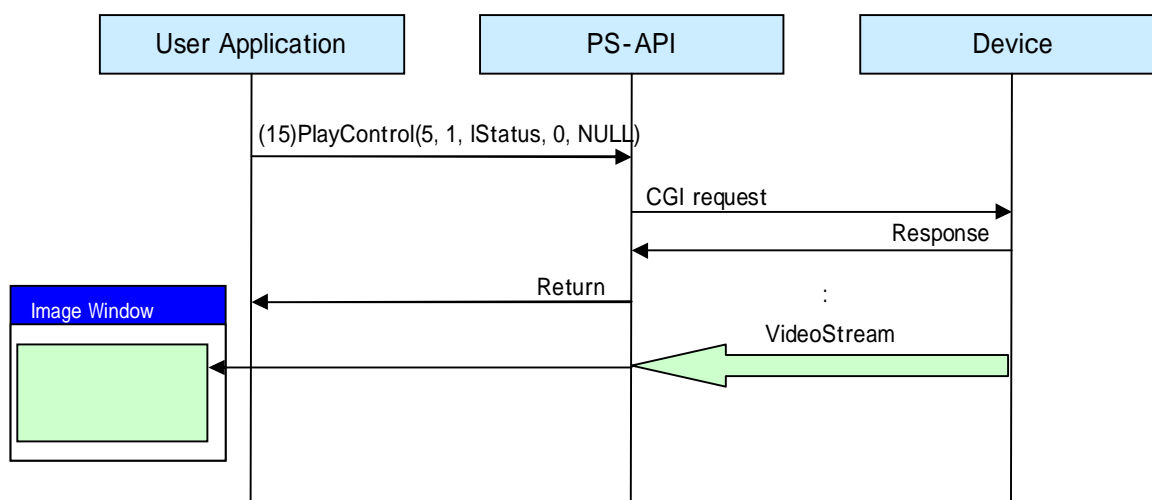 User Application
PS-API
Device
(15)PlayControl(5, 1, lStatus, 0, NULL)
CGI request
Response
Return
:
Image Window
VideoStream